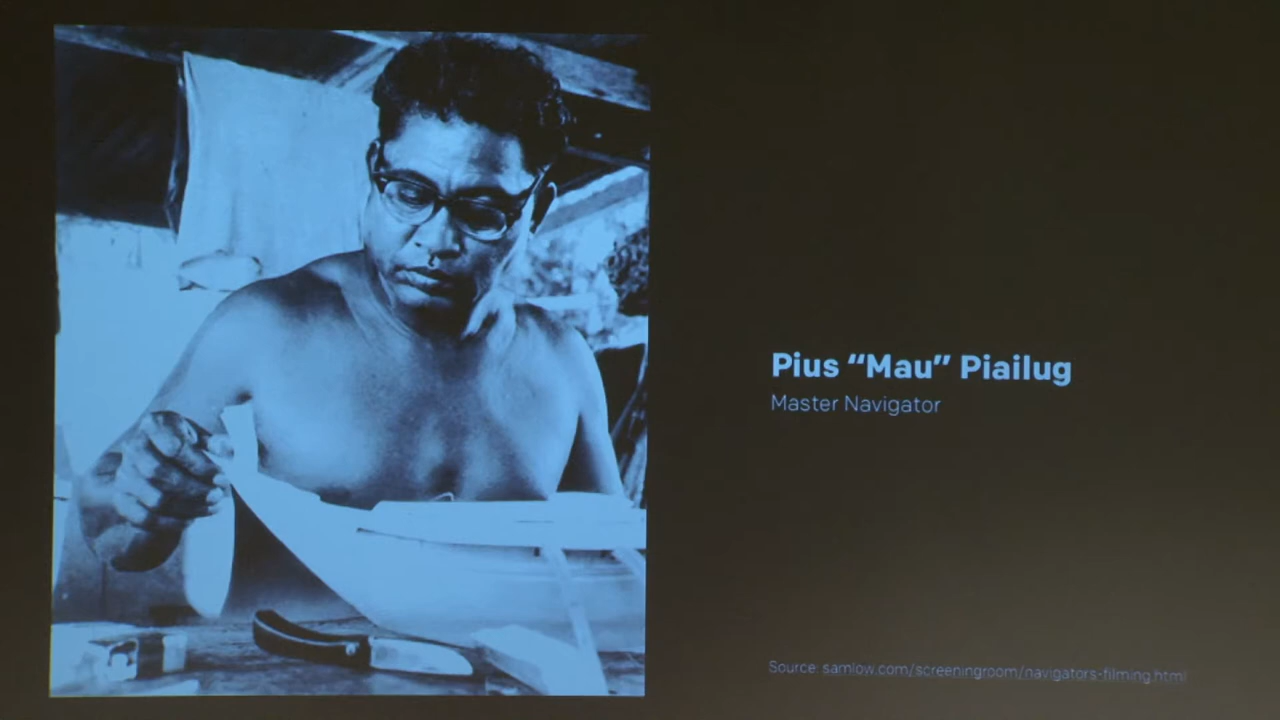 Pius “Mau” Piailug
Master Navigator
Source: samlow.com/screeningroom/navigators-filming.html